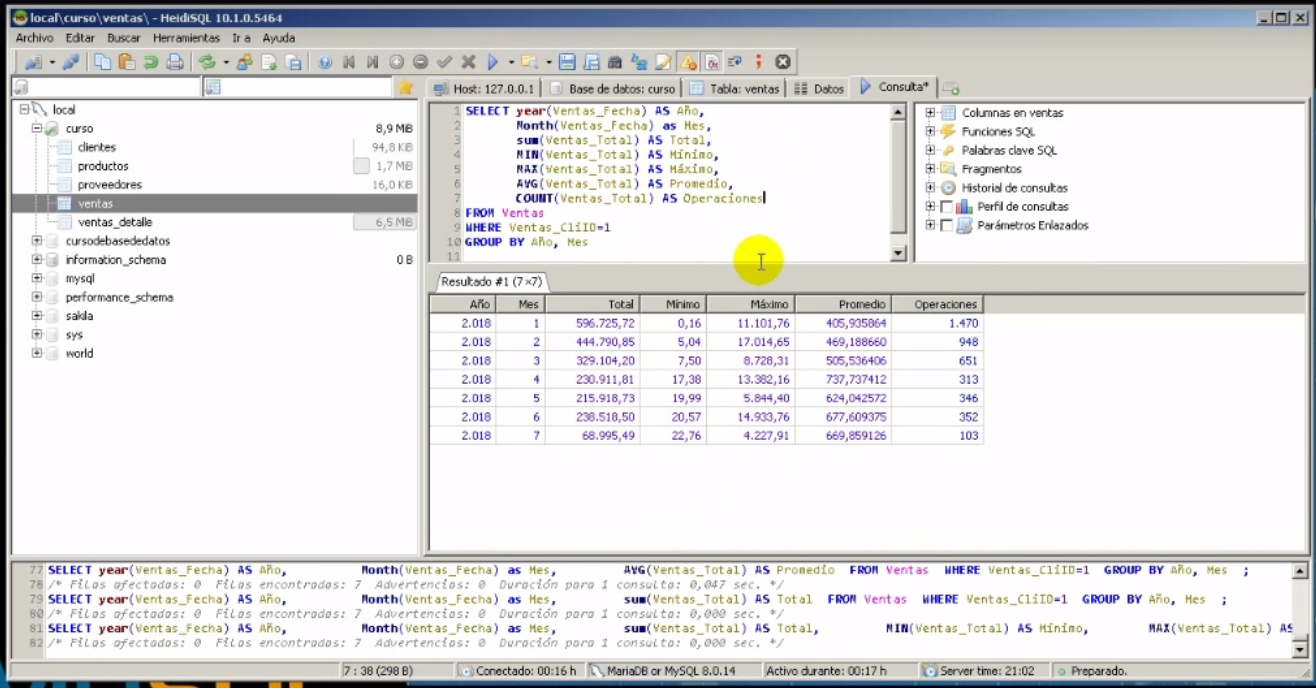 local\curso\ventas\ - HeidiSQL 10.1.0.5464
Archivo Editar Buscar Herramientas Ir a Ayuda
Host: 127.0.0.1 Base de datos: curso Tabla: ventas Datos Consulta*
local
curso 8,9 MB
clientes 94,8 KB
productos 1,7 MB
proveedores 16,0 KB
ventas
ventas_detalle 6,5 MB
cursodebasededatos
information_schema 0 B
mysql
performance_schema
sakila
sys
world
1 SELECT year(Ventas_Fecha) AS Año,
2 Month(Ventas_Fecha) as Mes,
3 sum(Ventas_Total) AS Total,
4 MIN(Ventas_Total) AS Mínimo,
5 MAX(Ventas_Total) AS Máximo,
6 AVG(Ventas_Total) AS Promedio,
7 COUNT(Ventas_Total) AS Operaciones
8 FROM Ventas
9 WHERE Ventas_CliID=1
10 GROUP BY Año, Mes
11
Columnas en ventas
Funciones SQL
Palabras clave SQL
Fragmentos
Historial de consultas
Perfil de consultas
Parámetros Enlazados
Resultado #1 (7×7)
Año Mes Total Mínimo Máximo Promedio Operaciones
2.018 1 596.725,72 0,16 11.101,76 405,935864 1.470
2.018 2 444.790,85 5,04 17.014,65 469,188660 948
2.018 3 329.104,20 7,50 8.728,31 505,536406 651
2.018 4 230.911,81 17,38 13.382,16 737,737412 313
2.018 5 215.918,73 19,99 5.844,40 624,042572 346
2.018 6 238.518,50 20,57 14.933,76 677,609375 352
2.018 7 68.995,49 22,76 4.227,91 669,859126 103
77 SELECT year(Ventas_Fecha) AS Año, Month(Ventas_Fecha) as Mes, AVG(Ventas_Total) AS Promedio FROM Ventas WHERE Ventas_CliID=1 GROUP BY Año, Mes ;
78 /* Filas afectadas: 0 Filas encontradas: 7 Advertencias: 0 Duración para 1 consulta: 0,047 sec. */
79 SELECT year(Ventas_Fecha) AS Año, Month(Ventas_Fecha) as Mes, sum(Ventas_Total) AS Total FROM Ventas WHERE Ventas_CliID=1 GROUP BY Año, Mes ;
80 /* Filas afectadas: 0 Filas encontradas: 7 Advertencias: 0 Duración para 1 consulta: 0,000 sec. */
81 SELECT year(Ventas_Fecha) AS Año, Month(Ventas_Fecha) as Mes, sum(Ventas_Total) AS Total, MIN(Ventas_Total) AS Mínimo, MAX(Ventas_Total) AS
82 /* Filas afectadas: 0 Filas encontradas: 7 Advertencias: 0 Duración para 1 consulta: 0,000 sec. */
7 : 38 (298 B) Conectado: 00:16 h MariaDB or MySQL 8.0.14 Activo durante: 00:17 h Server time: 21:02 Preparado.